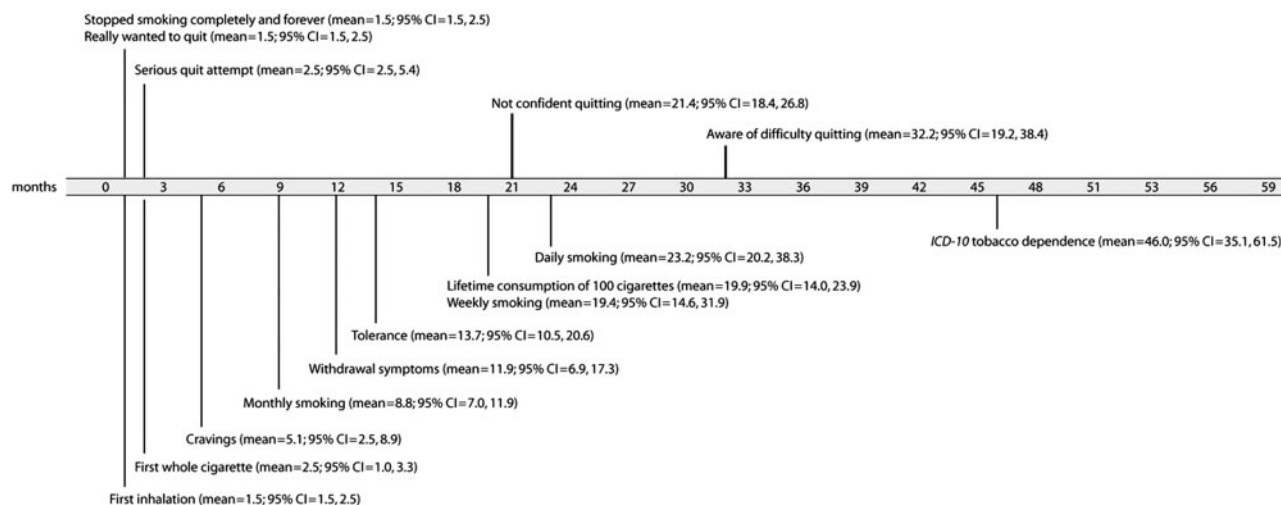 Stopped smoking completely and forever (mean=1.5; 95% CI=1.5, 2.5)
Really wanted to quit (mean=1.5; 95% CI=1.5, 2.5)
Serious quit attempt (mean=2.5; 95% CI=2.5, 5.4)
Not confident quitting (mean=21.4; 95% CI=18.4, 26.8)
Aware of difficulty quitting (mean=32.2; 95% CI=19.2, 38.4)
months 0 3 6 9 12 15 18 21 24 27 30 33 36 39 42 45 48 51 53 56 59
ICD-10 tobacco dependence (mean=46.0; 95% CI=35.1, 61.5)
Daily smoking (mean=23.2; 95% CI=20.2, 38.3)
Lifetime consumption of 100 cigarettes (mean=19.9; 95% CI=14.0, 23.9)
Weekly smoking (mean=19.4; 95% CI=14.6, 31.9)
Tolerance (mean=13.7; 95% CI=10.5, 20.6)
Withdrawal symptoms (mean=11.9; 95% CI=6.9, 17.3)
Monthly smoking (mean=8.8; 95% CI=7.0, 11.9)
Cravings (mean=5.1; 95% CI=2.5, 8.9)
First whole cigarette (mean=2.5; 95% CI=1.0, 3.3)
First inhalation (mean=1.5; 95% CI=1.5, 2.5)